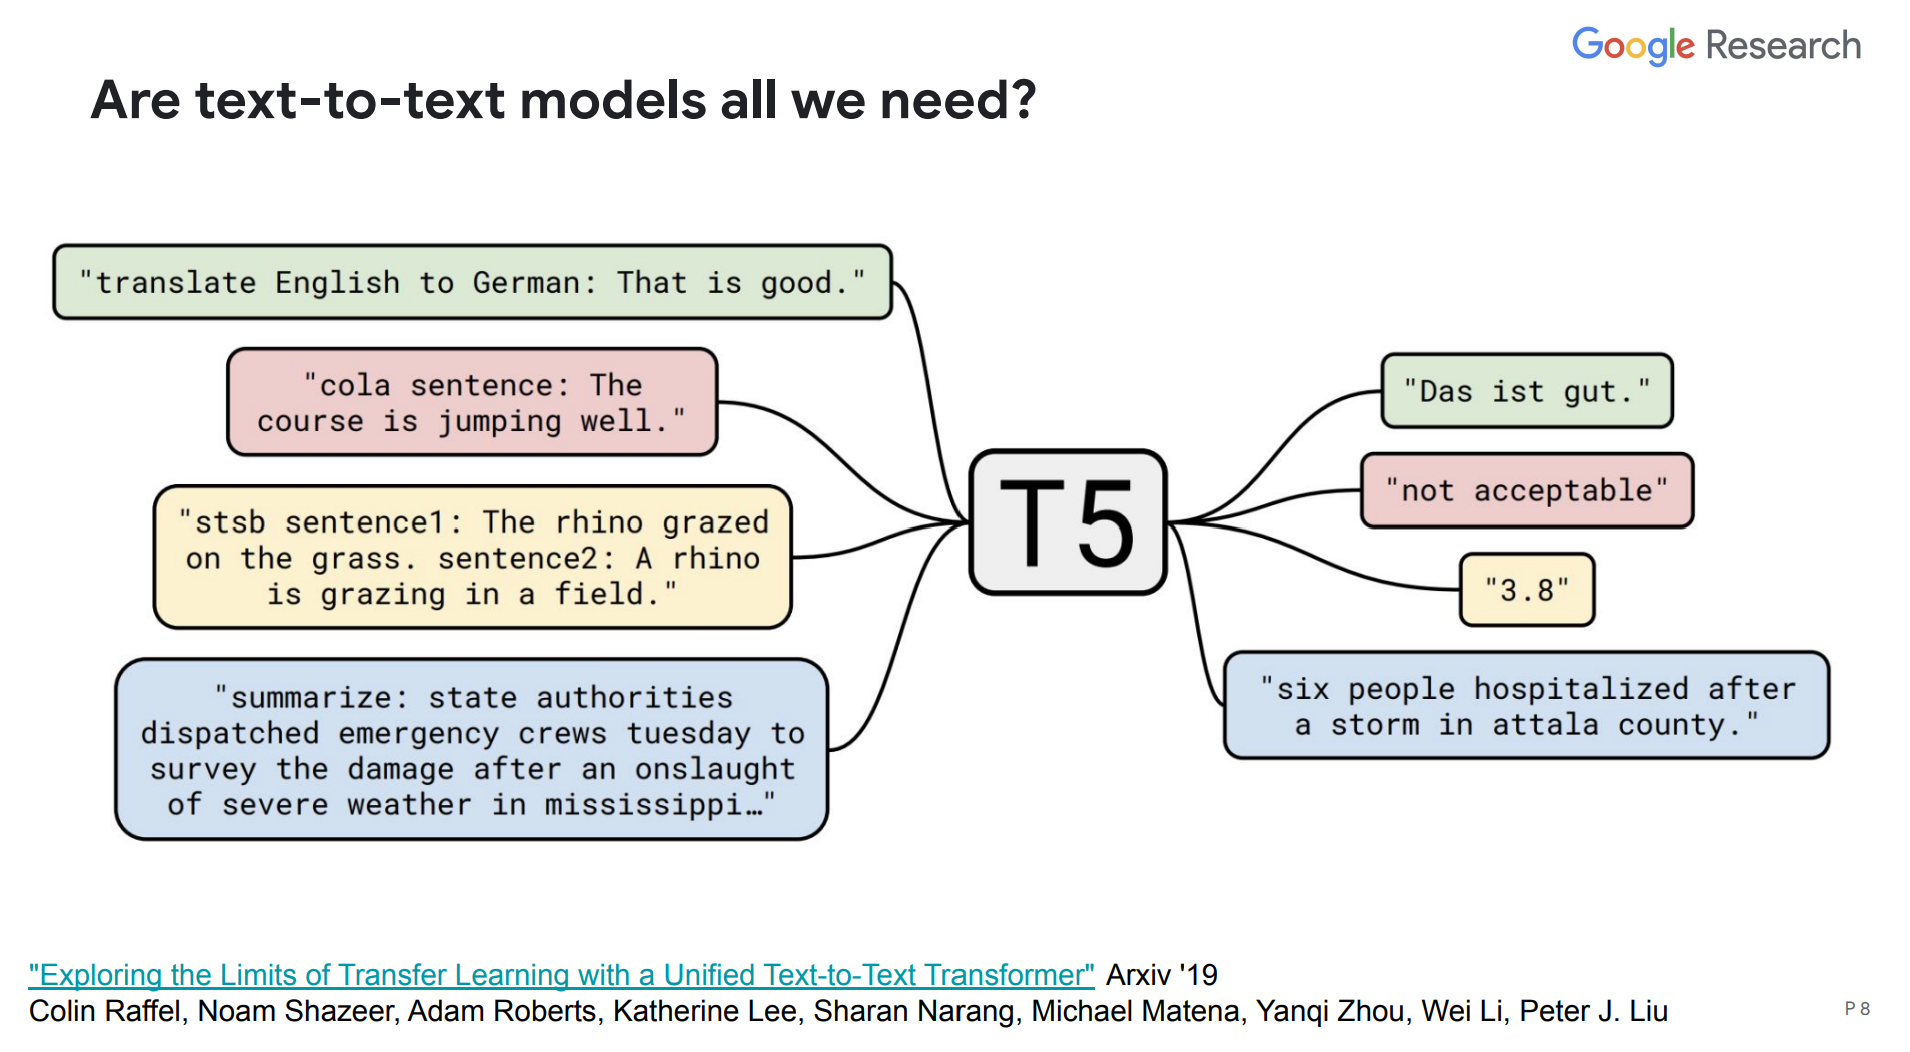 Google Research
Are text-to-text models all we need?
"translate English to German: That is good."
"cola sentence: The
course is jumping well."
"stsb sentence1: The rhino grazed
on the grass. sentence2: A rhino
is grazing in a field."
"summarize: state authorities
dispatched emergency crews tuesday to
survey the damage after an onslaught
of severe weather in mississippi…"
T5
"Das ist gut."
"not acceptable"
"3.8"
"six people hospitalized after
a storm in attala county."
"Exploring the Limits of Transfer Learning with a Unified Text-to-Text Transformer" Arxiv '19
Colin Raffel, Noam Shazeer, Adam Roberts, Katherine Lee, Sharan Narang, Michael Matena, Yanqi Zhou, Wei Li, Peter J. Liu
P 8